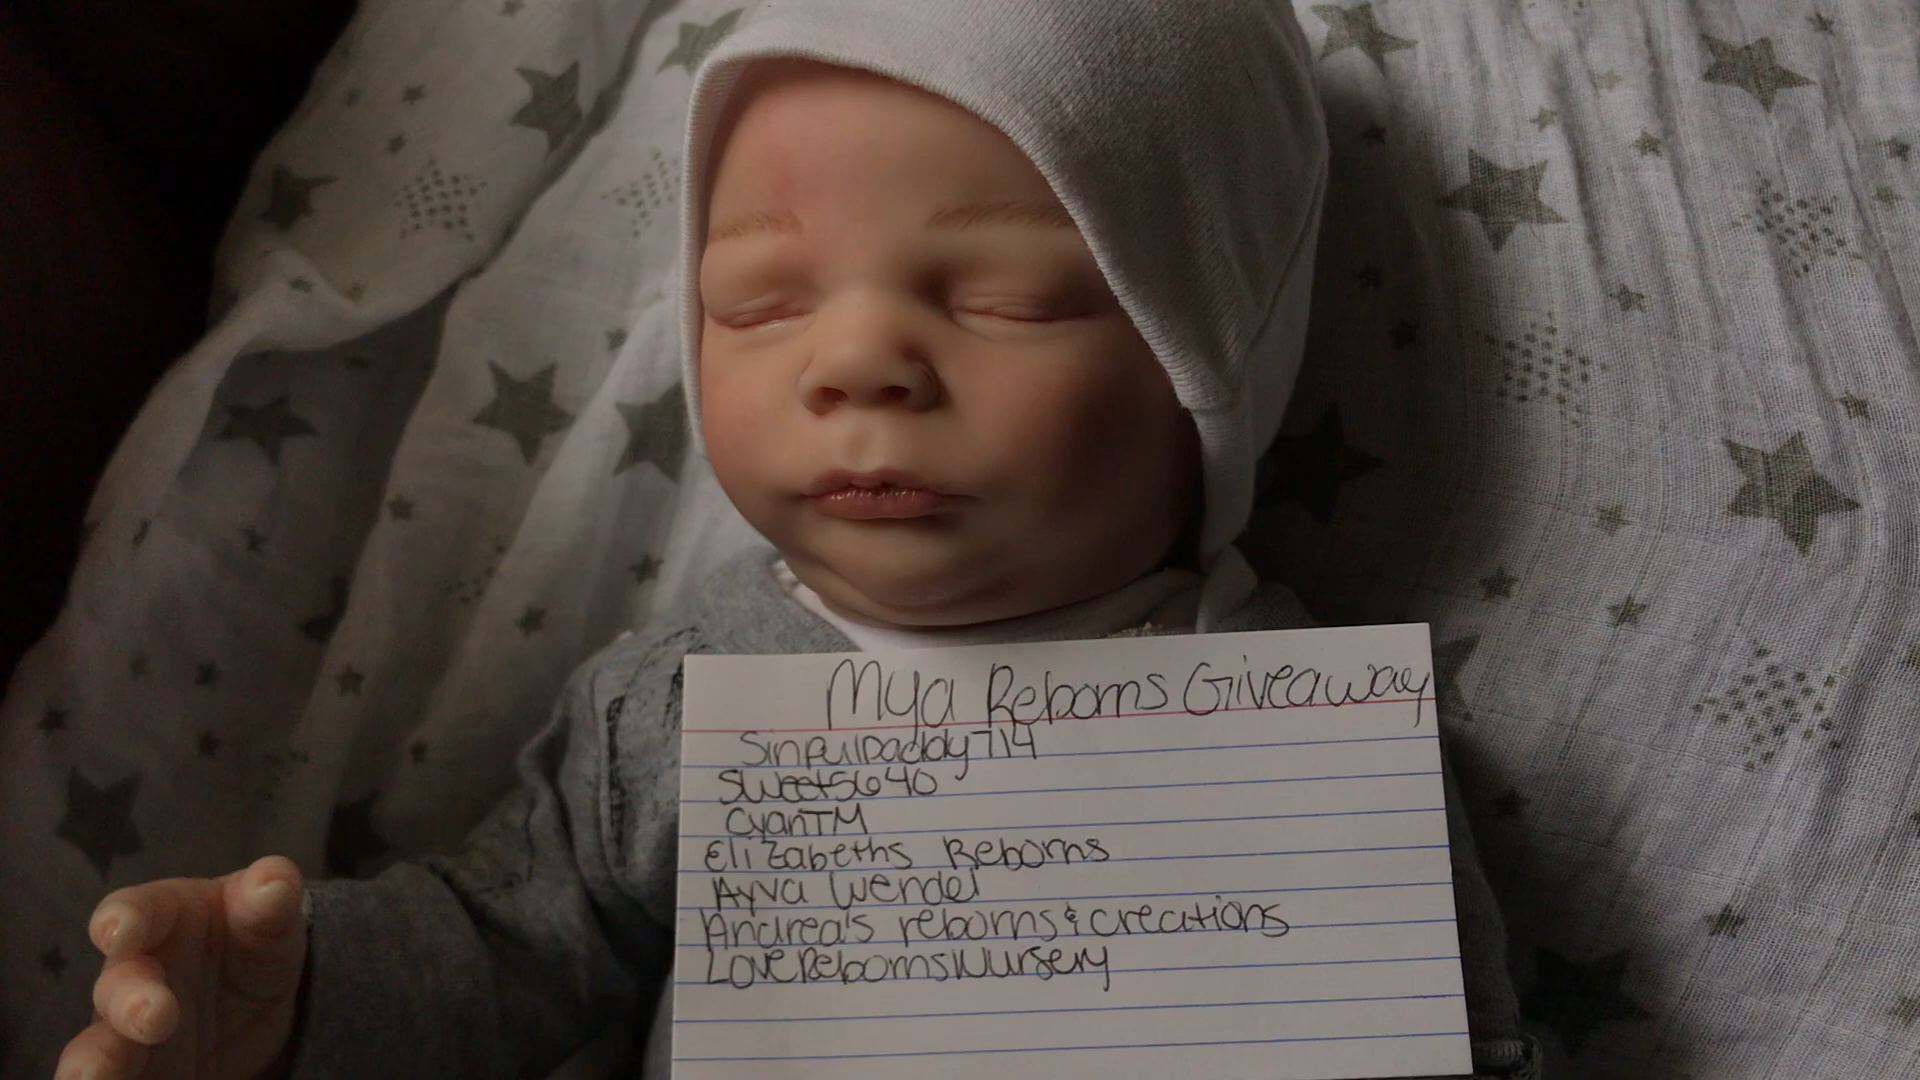 Mya Reborns Giveaway
Sinfuldaddy714
Sweet5640
CyanTM
Elizabeths Reborns
Ayva Wendel
Andrea's reborns & creations
LoveRebornsNursery